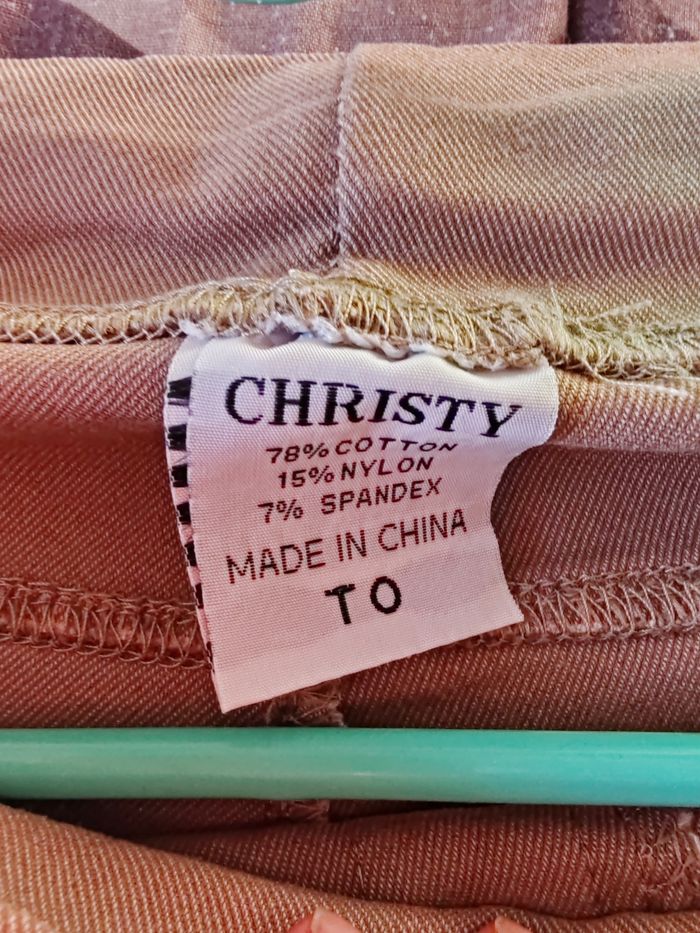 CHRISTY
78% COTTON
15% NYLON
7% SPANDEX
MADE IN CHINA
TO